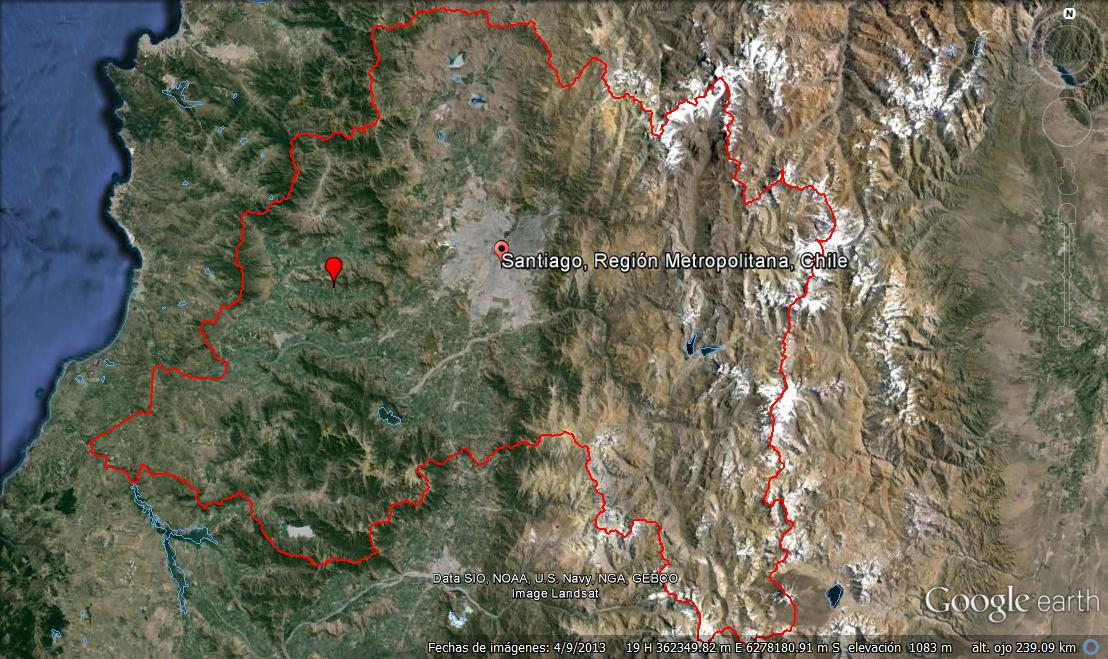 N
Santiago, Región Metropolitana, Chile
Data SIO, NOAA, U.S. Navy, NGA, GEBCO
Image Landsat
Google earth
Fechas de imágenes: 4/9/2013 19 H 362349.82 m E 6278180.91 m S elevación 1083 m alt. ojo 239.09 km